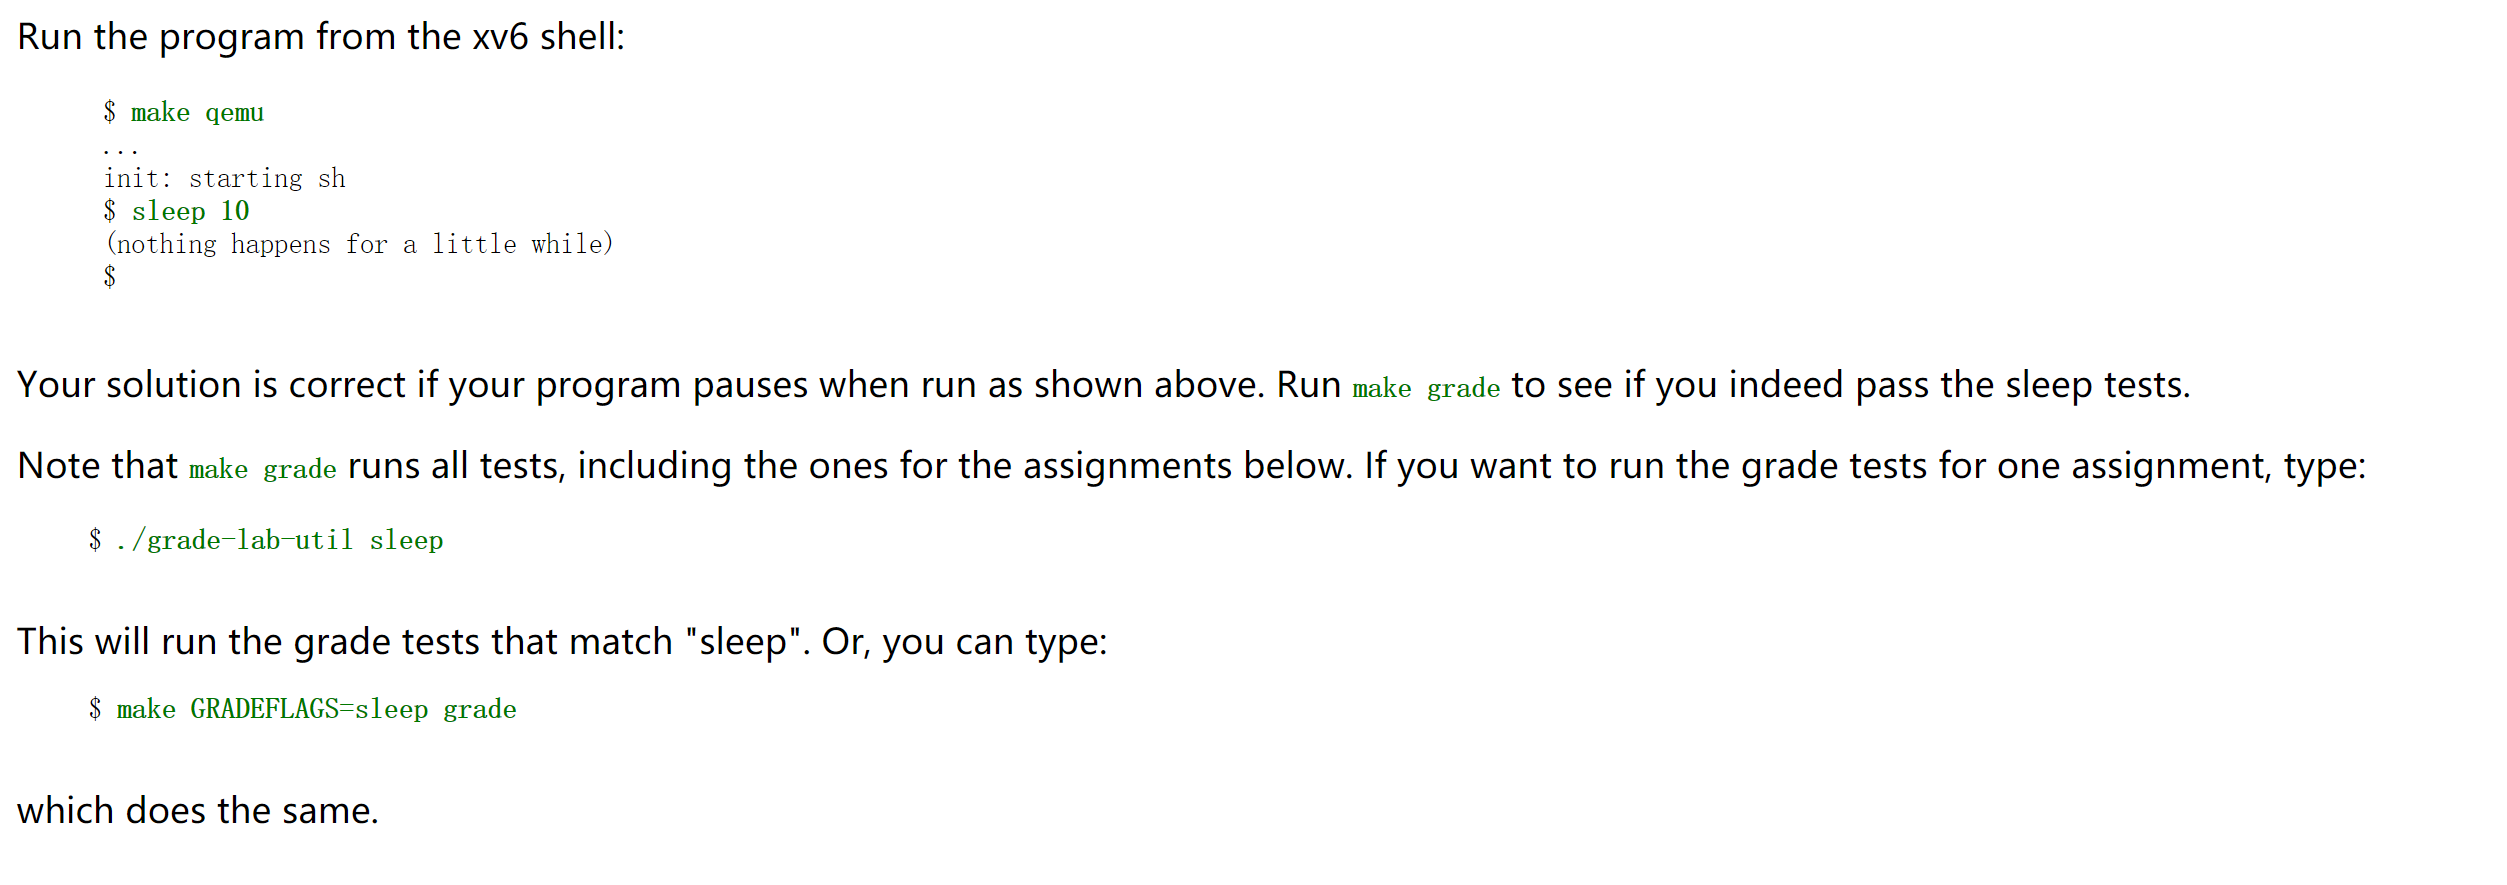 Run the program from the xv6 shell:
$ make qemu
...
init: starting sh
$ sleep 10
(nothing happens for a little while)
$
Your solution is correct if your program pauses when run as shown above. Run make grade to see if you indeed pass the sleep tests.
Note that make grade runs all tests, including the ones for the assignments below. If you want to run the grade tests for one assignment, type:
$ ./grade-lab-util sleep
This will run the grade tests that match "sleep". Or, you can type:
$ make GRADEFLAGS=sleep grade
which does the same.